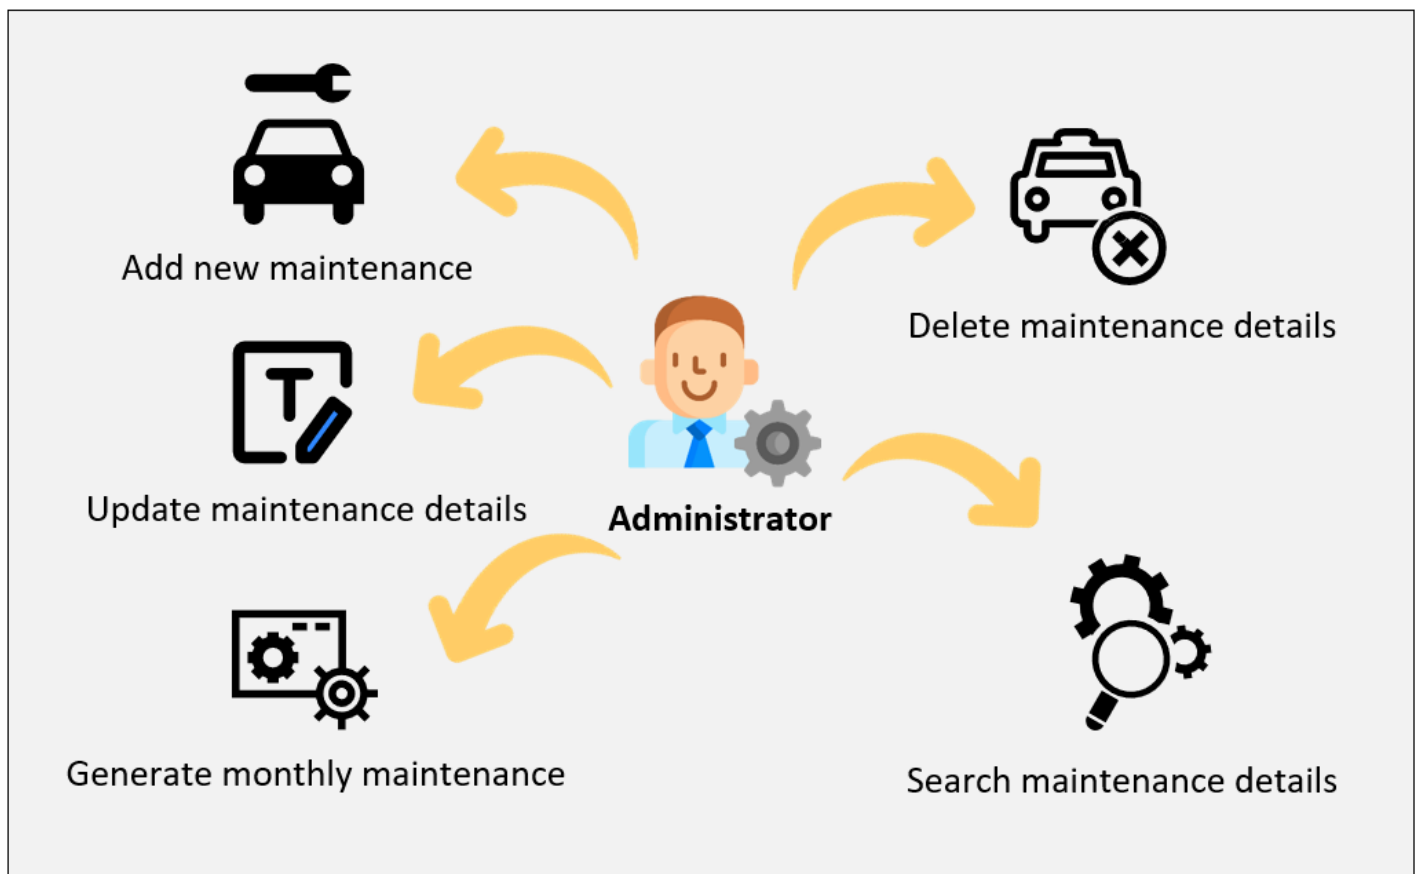 Add new maintenance
Delete maintenance details
T
Update maintenance details
Administrator
Generate monthly maintenance
Search maintenance details